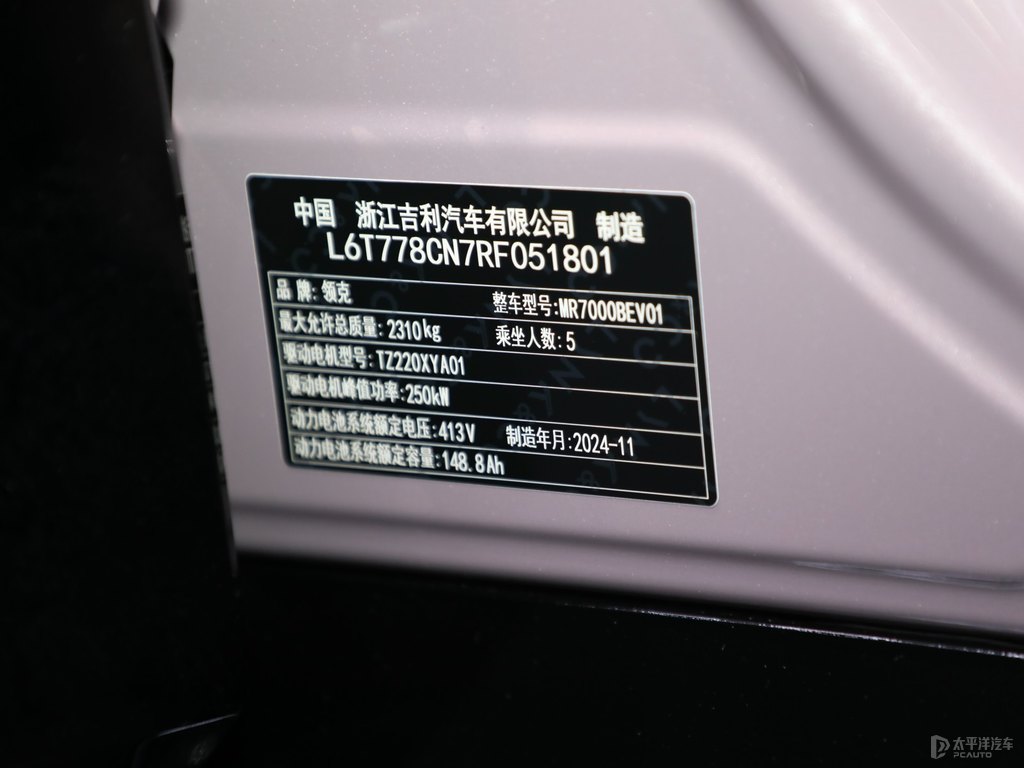 中国 浙江吉利汽车有限公司 制造
L6T778CN7RF051801
品牌:领克 整车型号:MR7000BEV01
最大允许总质量:2310kg 乘坐人数:5
驱动电机型号:TZ220XYA01
驱动电机峰值功率:250kW
动力电池系统额定电压:413V 制造年月:2024-11
动力电池系统额定容量:148.8Ah
太平洋汽车
PCAUTO